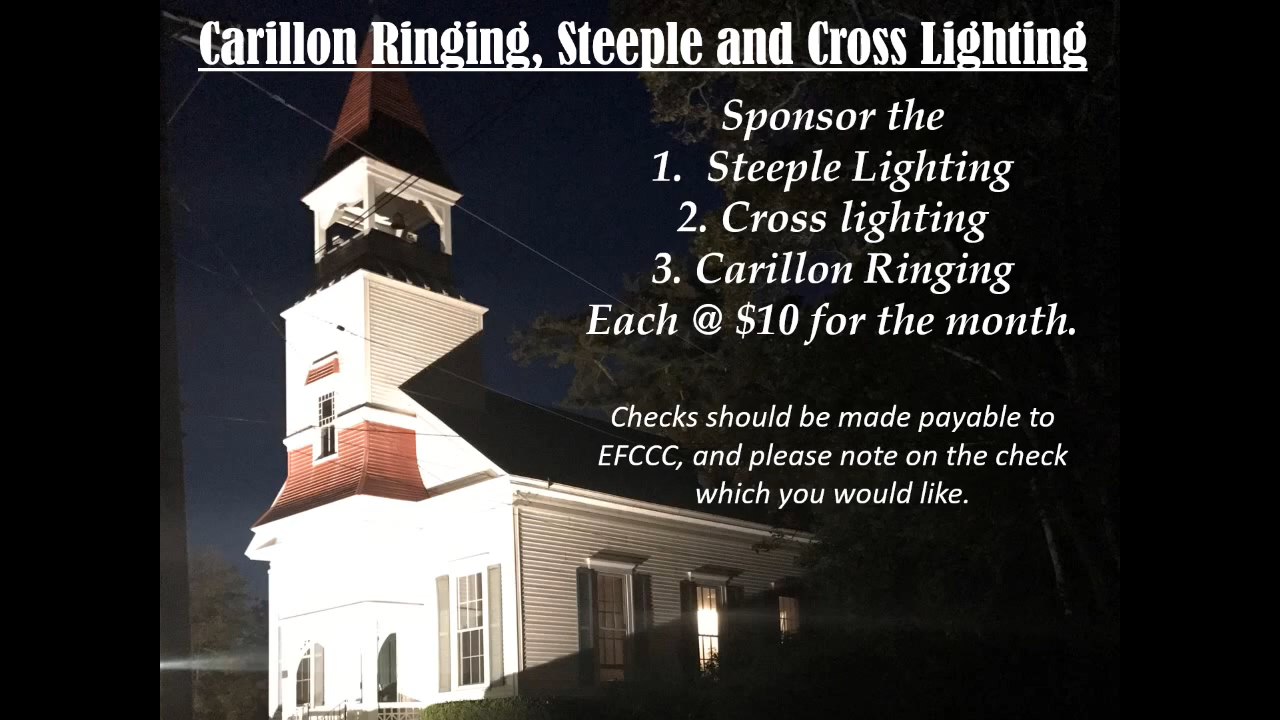 Carillon Ringing, Steeple and Cross Lighting
Sponsor the
1. Steeple Lighting
2. Cross lighting
3. Carillon Ringing
Each @ $10 for the month.
Checks should be made payable to
EFCCC, and please note on the check
which you would like.